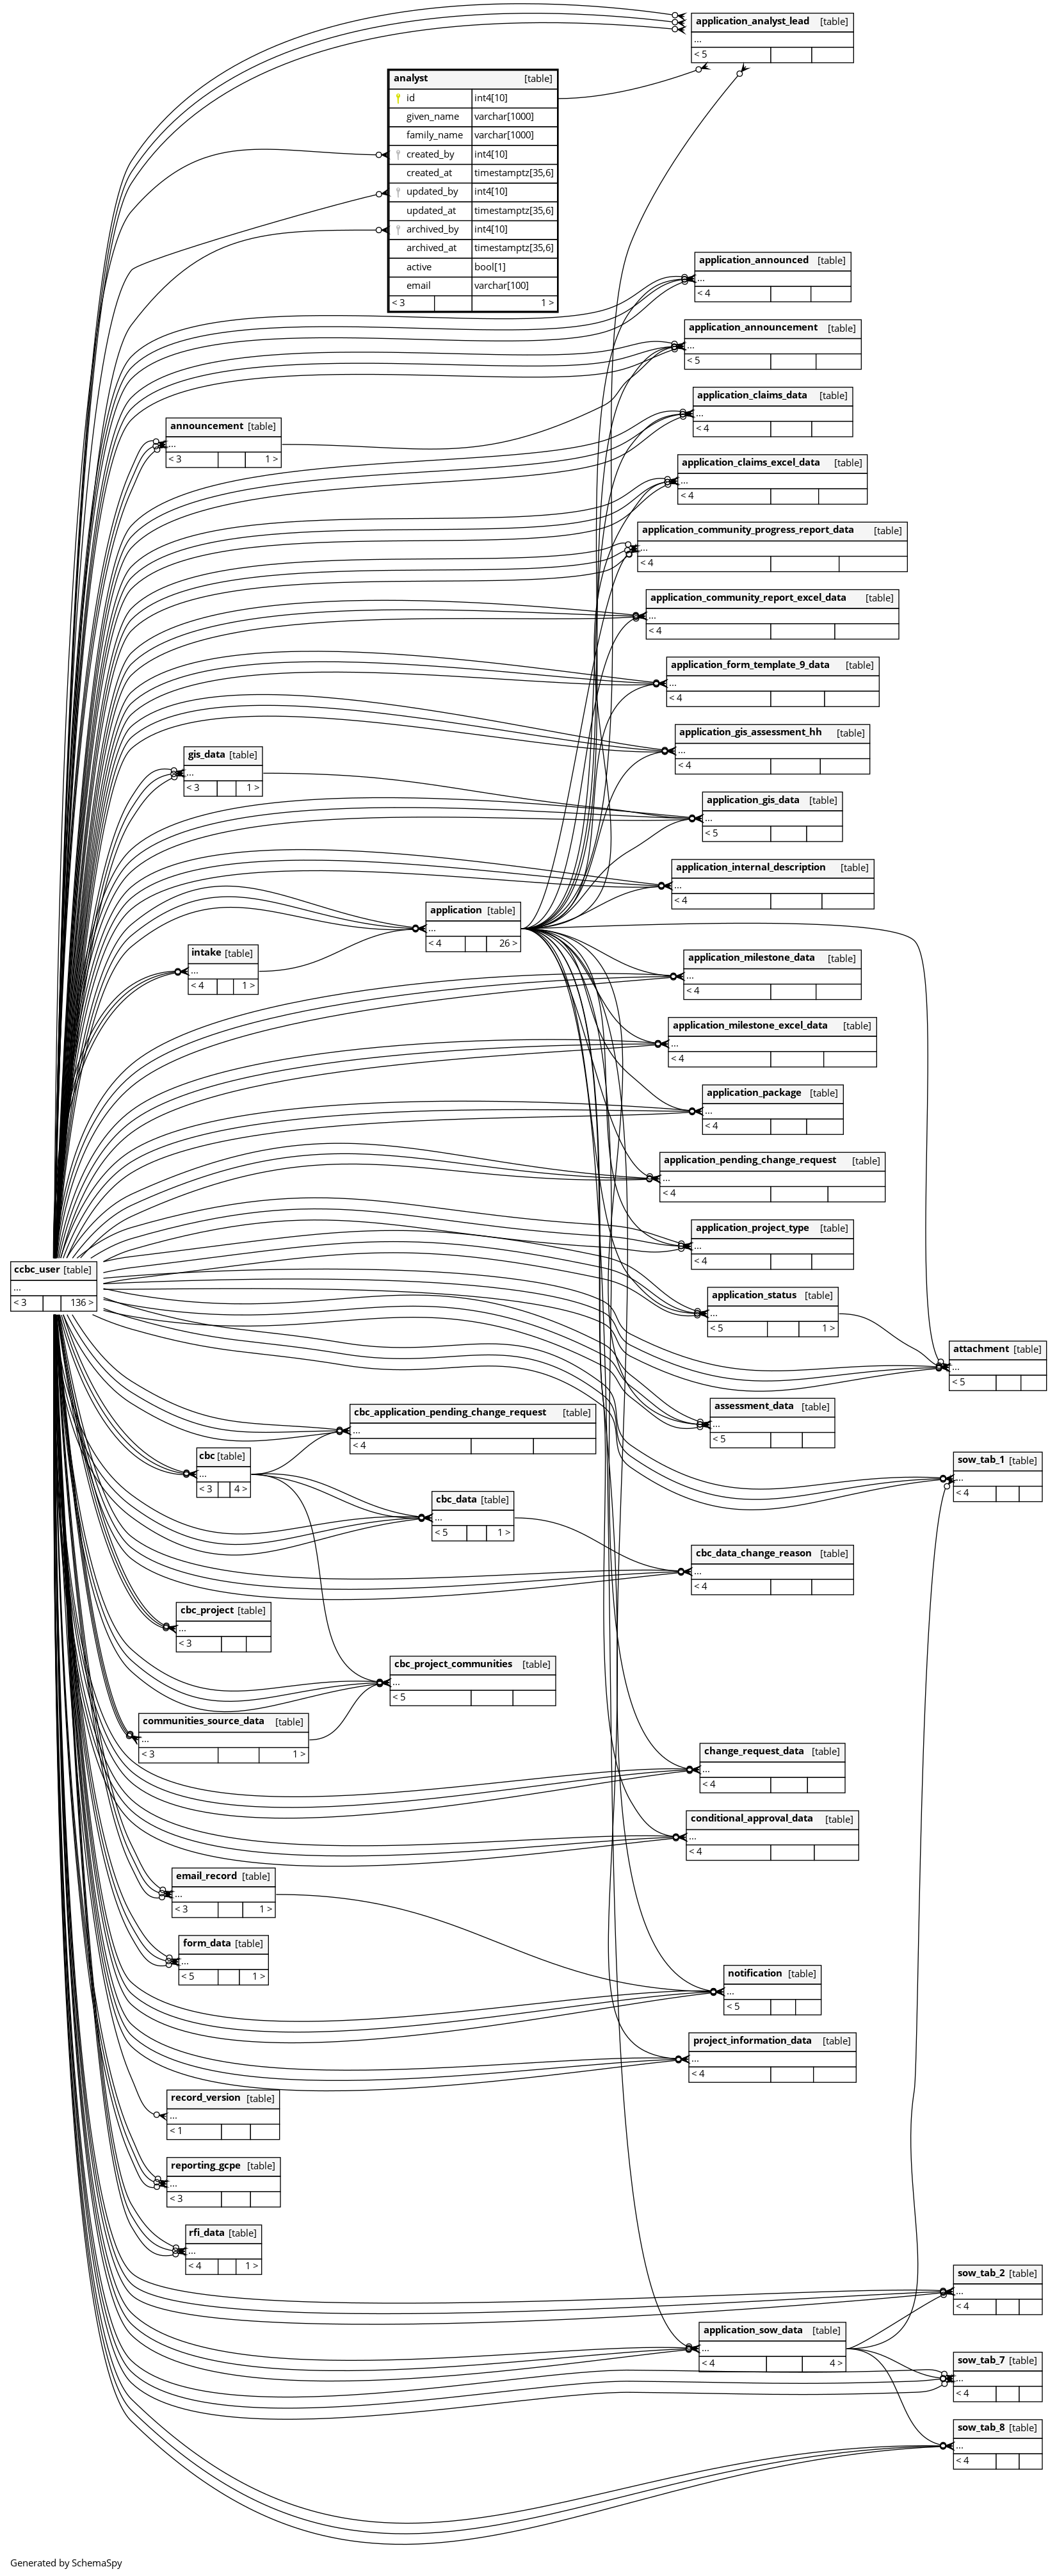 application_analyst_lead [table]
...
< 5
analyst [table]
id int4[10]
given_name varchar[1000]
family_name varchar[1000]
created_by int4[10]
created_at timestamptz[35,6]
updated_by int4[10]
updated_at timestamptz[35,6]
archived_by int4[10]
archived_at timestamptz[35,6]
active bool[1]
email varchar[100]
< 3 1 >
application_announced [table]
...
< 4
application_announcement [table]
...
< 5
application_claims_data [table]
...
< 4
announcement [table]
...
< 3 1 >
application_claims_excel_data [table]
...
< 4
application_community_progress_report_data [table]
...
< 4
application_community_report_excel_data [table]
...
< 4
application_form_template_9_data [table]
...
< 4
application_gis_assessment_hh [table]
...
< 4
gis_data [table]
...
< 3 1 >
application_gis_data [table]
...
< 5
application_internal_description [table]
...
< 4
application [table]
...
< 4 26 >
intake [table]
...
< 4 1 >
application_milestone_data [table]
...
< 4
application_milestone_excel_data [table]
...
< 4
application_package [table]
...
< 4
application_pending_change_request [table]
...
< 4
application_project_type [table]
...
< 4
ccbc_user [table]
...
< 3 136 >
application_status [table]
...
< 5 1 >
attachment [table]
...
< 5
assessment_data [table]
...
< 5
cbc_application_pending_change_request [table]
...
< 4
cbc [table]
...
< 3 4 >
sow_tab_1 [table]
...
< 4
cbc_data [table]
...
< 5 1 >
cbc_data_change_reason [table]
...
< 4
cbc_project [table]
...
< 3
cbc_project_communities [table]
...
< 5
communities_source_data [table]
...
< 3 1 >
change_request_data [table]
...
< 4
conditional_approval_data [table]
...
< 4
email_record [table]
...
< 3 1 >
form_data [table]
...
< 5 1 >
notification [table]
...
< 5
project_information_data [table]
...
< 4
record_version [table]
...
< 1
reporting_gcpe [table]
...
< 3
rfi_data [table]
...
< 4 1 >
sow_tab_2 [table]
...
< 4
application_sow_data [table]
...
< 4 4 >
sow_tab_7 [table]
...
< 4
sow_tab_8 [table]
...
< 4
Generated by SchemaSpy